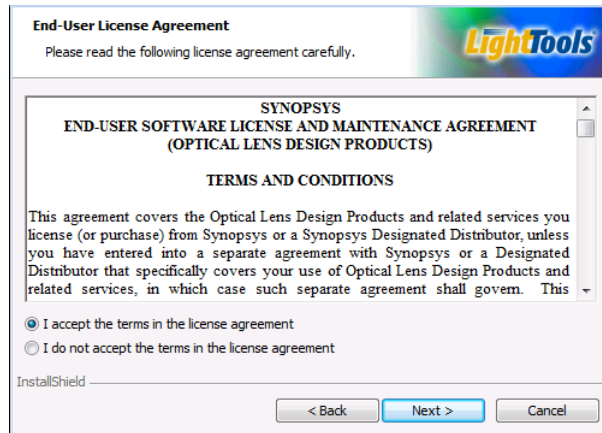 End-User License Agreement
Please read the following license agreement carefully.
LightTools
SYNOPSYS
END-USER SOFTWARE LICENSE AND MAINTENANCE AGREEMENT
(OPTICAL LENS DESIGN PRODUCTS)
TERMS AND CONDITIONS
This agreement covers the Optical Lens Design Products and related services you
license (or purchase) from Synopsys or a Synopsys Designated Distributor, unless
you have entered into a separate agreement with Synopsys or a Designated
Distributor that specifically covers your use of Optical Lens Design Products and
related services, in which case such separate agreement shall govern. This
I accept the terms in the license agreement
I do not accept the terms in the license agreement
InstallShield
< Back
Next >
Cancel